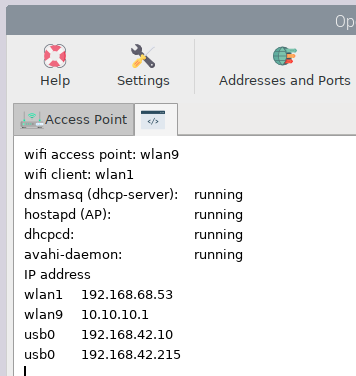 Op
Help Settings Addresses and Ports
Access Point </>
wifi access point: wlan9
wifi client: wlan1
dnsmasq (dhcp-server): running
hostapd (AP): running
dhcpcd: running
avahi-daemon: running
IP address
wlan1 192.168.68.53
wlan9 10.10.10.1
usb0 192.168.42.10
usb0 192.168.42.215